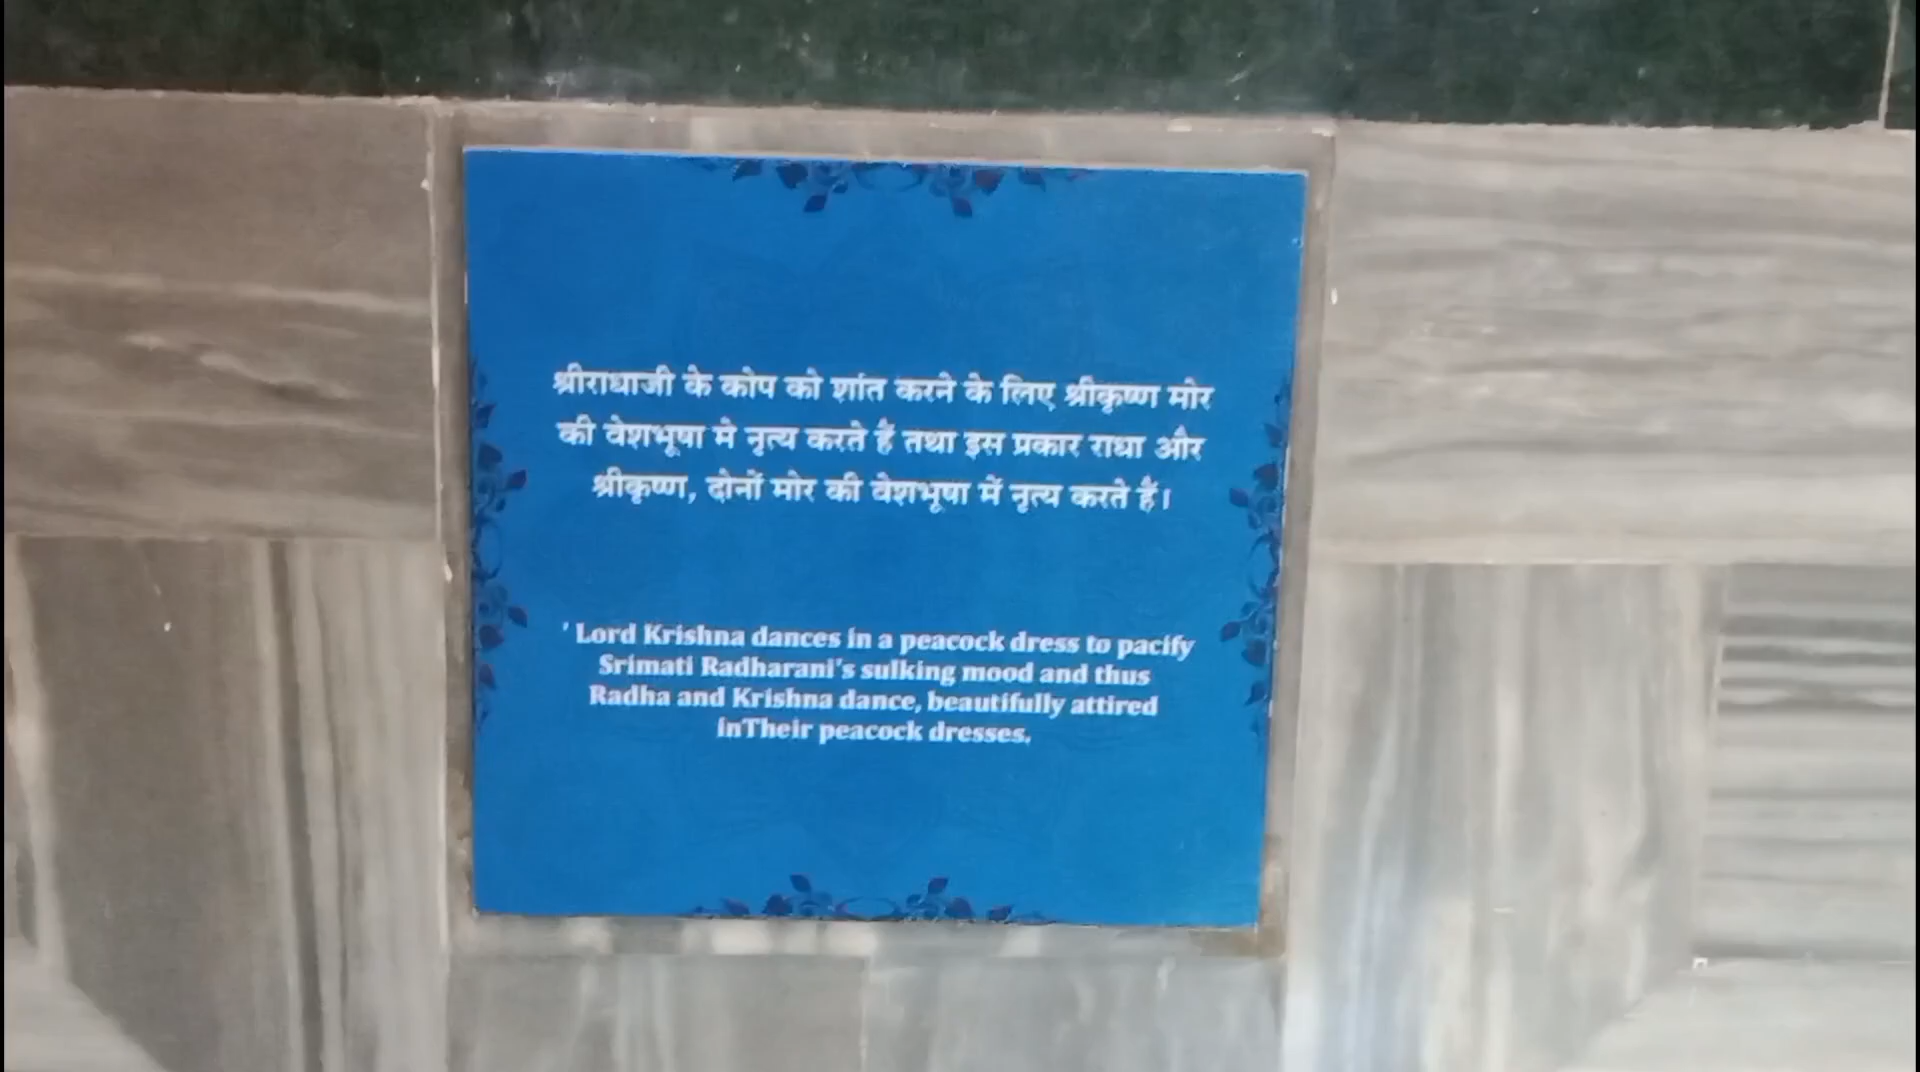 श्रीराधाजी के कोप को शांत करने के लिए श्रीकृष्ण मोर
की वेशभूषा मे नृत्य करते हैं तथा इस प्रकार राधा और
श्रीकृष्ण, दोनों मोर की वेशभूषा में नृत्य करते हैं।
' Lord Krishna dances in a peacock dress to pacify
Srimati Radharani's sulking mood and thus
Radha and Krishna dance, beautifully attired
inTheir peacock dresses.